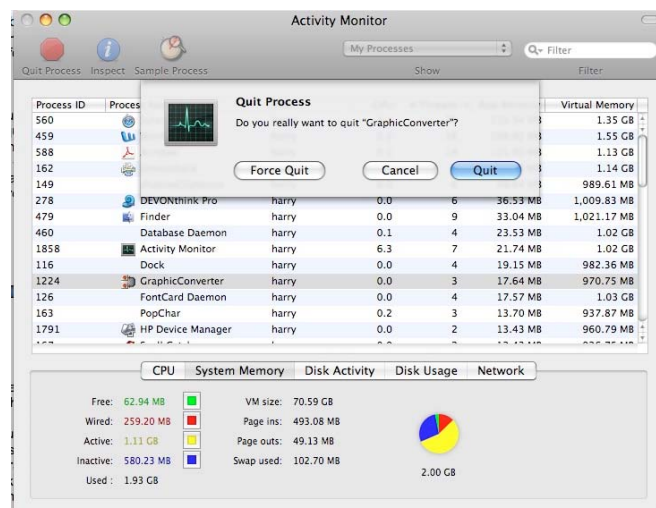 Activity Monitor
My Processes
Filter
Quit Process Inspect Sample Process Show Filter
Quit Process
Do you really want to quit “GraphicConverter”?
Force Quit Cancel Quit
Process ID Proces Virtual Memory
560 1.35 GB
459 1.55 GB
588 1.13 GB
162 1.14 GB
149 989.61 MB
278 DEVONthink Pro harry 0.0 6 36.53 MB 1,009.83 MB
479 Finder harry 0.0 9 33.04 MB 1,021.17 MB
460 Database Daemon harry 0.1 4 23.53 MB 1.02 GB
1858 Activity Monitor harry 6.3 7 21.74 MB 1.02 GB
116 Dock harry 0.0 4 19.15 MB 982.36 MB
1224 GraphicConverter harry 0.0 3 17.64 MB 970.75 MB
126 FontCard Daemon harry 0.0 4 17.57 MB 1.03 GB
163 PopChar harry 0.2 3 13.70 MB 937.87 MB
1791 HP Device Manager harry 0.0 2 13.43 MB 960.79 MB
CPU System Memory Disk Activity Disk Usage Network
Free: 62.94 MB VM size: 70.59 GB
Wired: 259.20 MB Page ins: 493.08 MB
Active: 1.11 GB Page outs: 49.13 MB
Inactive: 580.23 MB Swap used: 102.70 MB
Used : 1.93 GB
2.00 GB